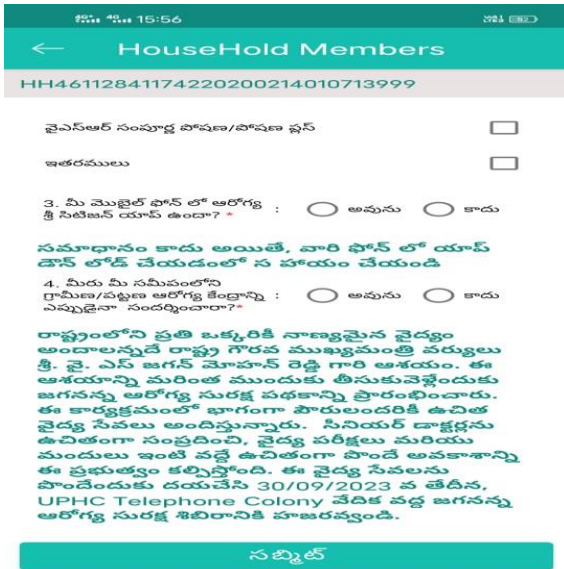 15:56
HouseHold Members
HH46112841174220200214010713999
వైఎస్ఆర్ సంపూర్ణ పోషణ/పోషణ ప్లస్
ఇతరములు
3. మీ మొబైల్ ఫోన్ లో ఆరోగ్య
శ్రీ సిటిజన్ యాప్ ఉందా? * : అవును కాదు
సమాధానం కాదు అయితే, వారి ఫోన్ లో యాప్
డౌన్ లోడ్ చేయడంలో స హాయం చేయండి
4. మీరు మీ సమీపంలోని
గ్రామీణ/పట్టణ ఆరోగ్య కేంద్రాన్ని : అవును కాదు
ఎప్పుడైనా సందర్శించారా?*
రాష్ట్రంలోని ప్రతి ఒక్కరికీ నాణ్యమైన వైద్యం
అందాలన్నదే రాష్ట్ర గౌరవ ముఖ్యమంత్రి వర్యులు
శ్రీ. వై. ఎస్ జగన్ మోహన్ రెడ్డి గారి ఆశయం. ఈ
ఆశయాన్ని మరింత ముందుకు తీసుకువెళ్లేందుకు
జగనన్న ఆరోగ్య సురక్ష పథకాన్ని ప్రారంభించారు.
ఈ కార్యక్రమంలో భాగంగా పౌరులందరికీ ఉచిత
వైద్య సేవలు అందిస్తున్నారు. సీనియర్ డాక్టర్లను
ఉచితంగా సంప్రదించి, వైద్య పరీక్షలు మరియు
మందులు ఇంటి వద్దే ఉచితంగా పొందే అవకాశాన్ని
ఈ ప్రభుత్వం కల్పిస్తోంది. ఈ వైద్య సేవలను
పొందేందుకు దయచేసి 30/09/2023 వ తేదీన,
UPHC Telephone Colony వేదిక వద్ద జగనన్న
ఆరోగ్య సురక్ష శిబిరానికి హాజరవ్వండి.
సబ్మిట్